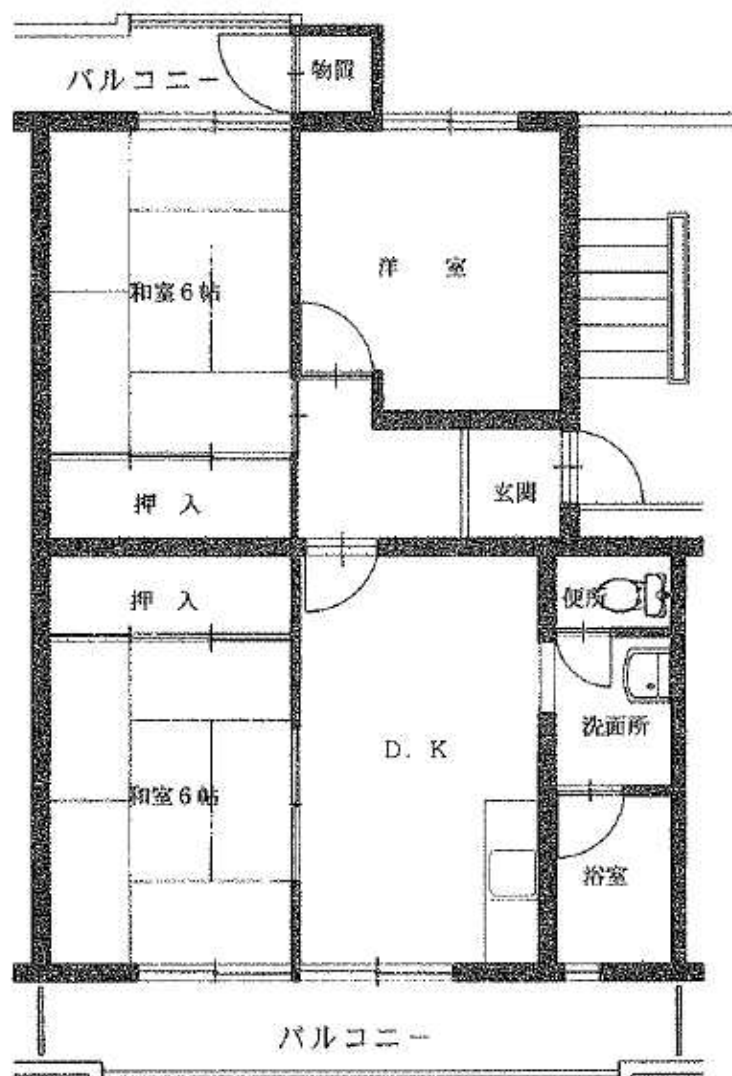 バルコニー
物置
和室6帖
洋 室
押 入
玄関
押 入
便所
洗面所
D.K
和室6帖
浴室
バルコニー